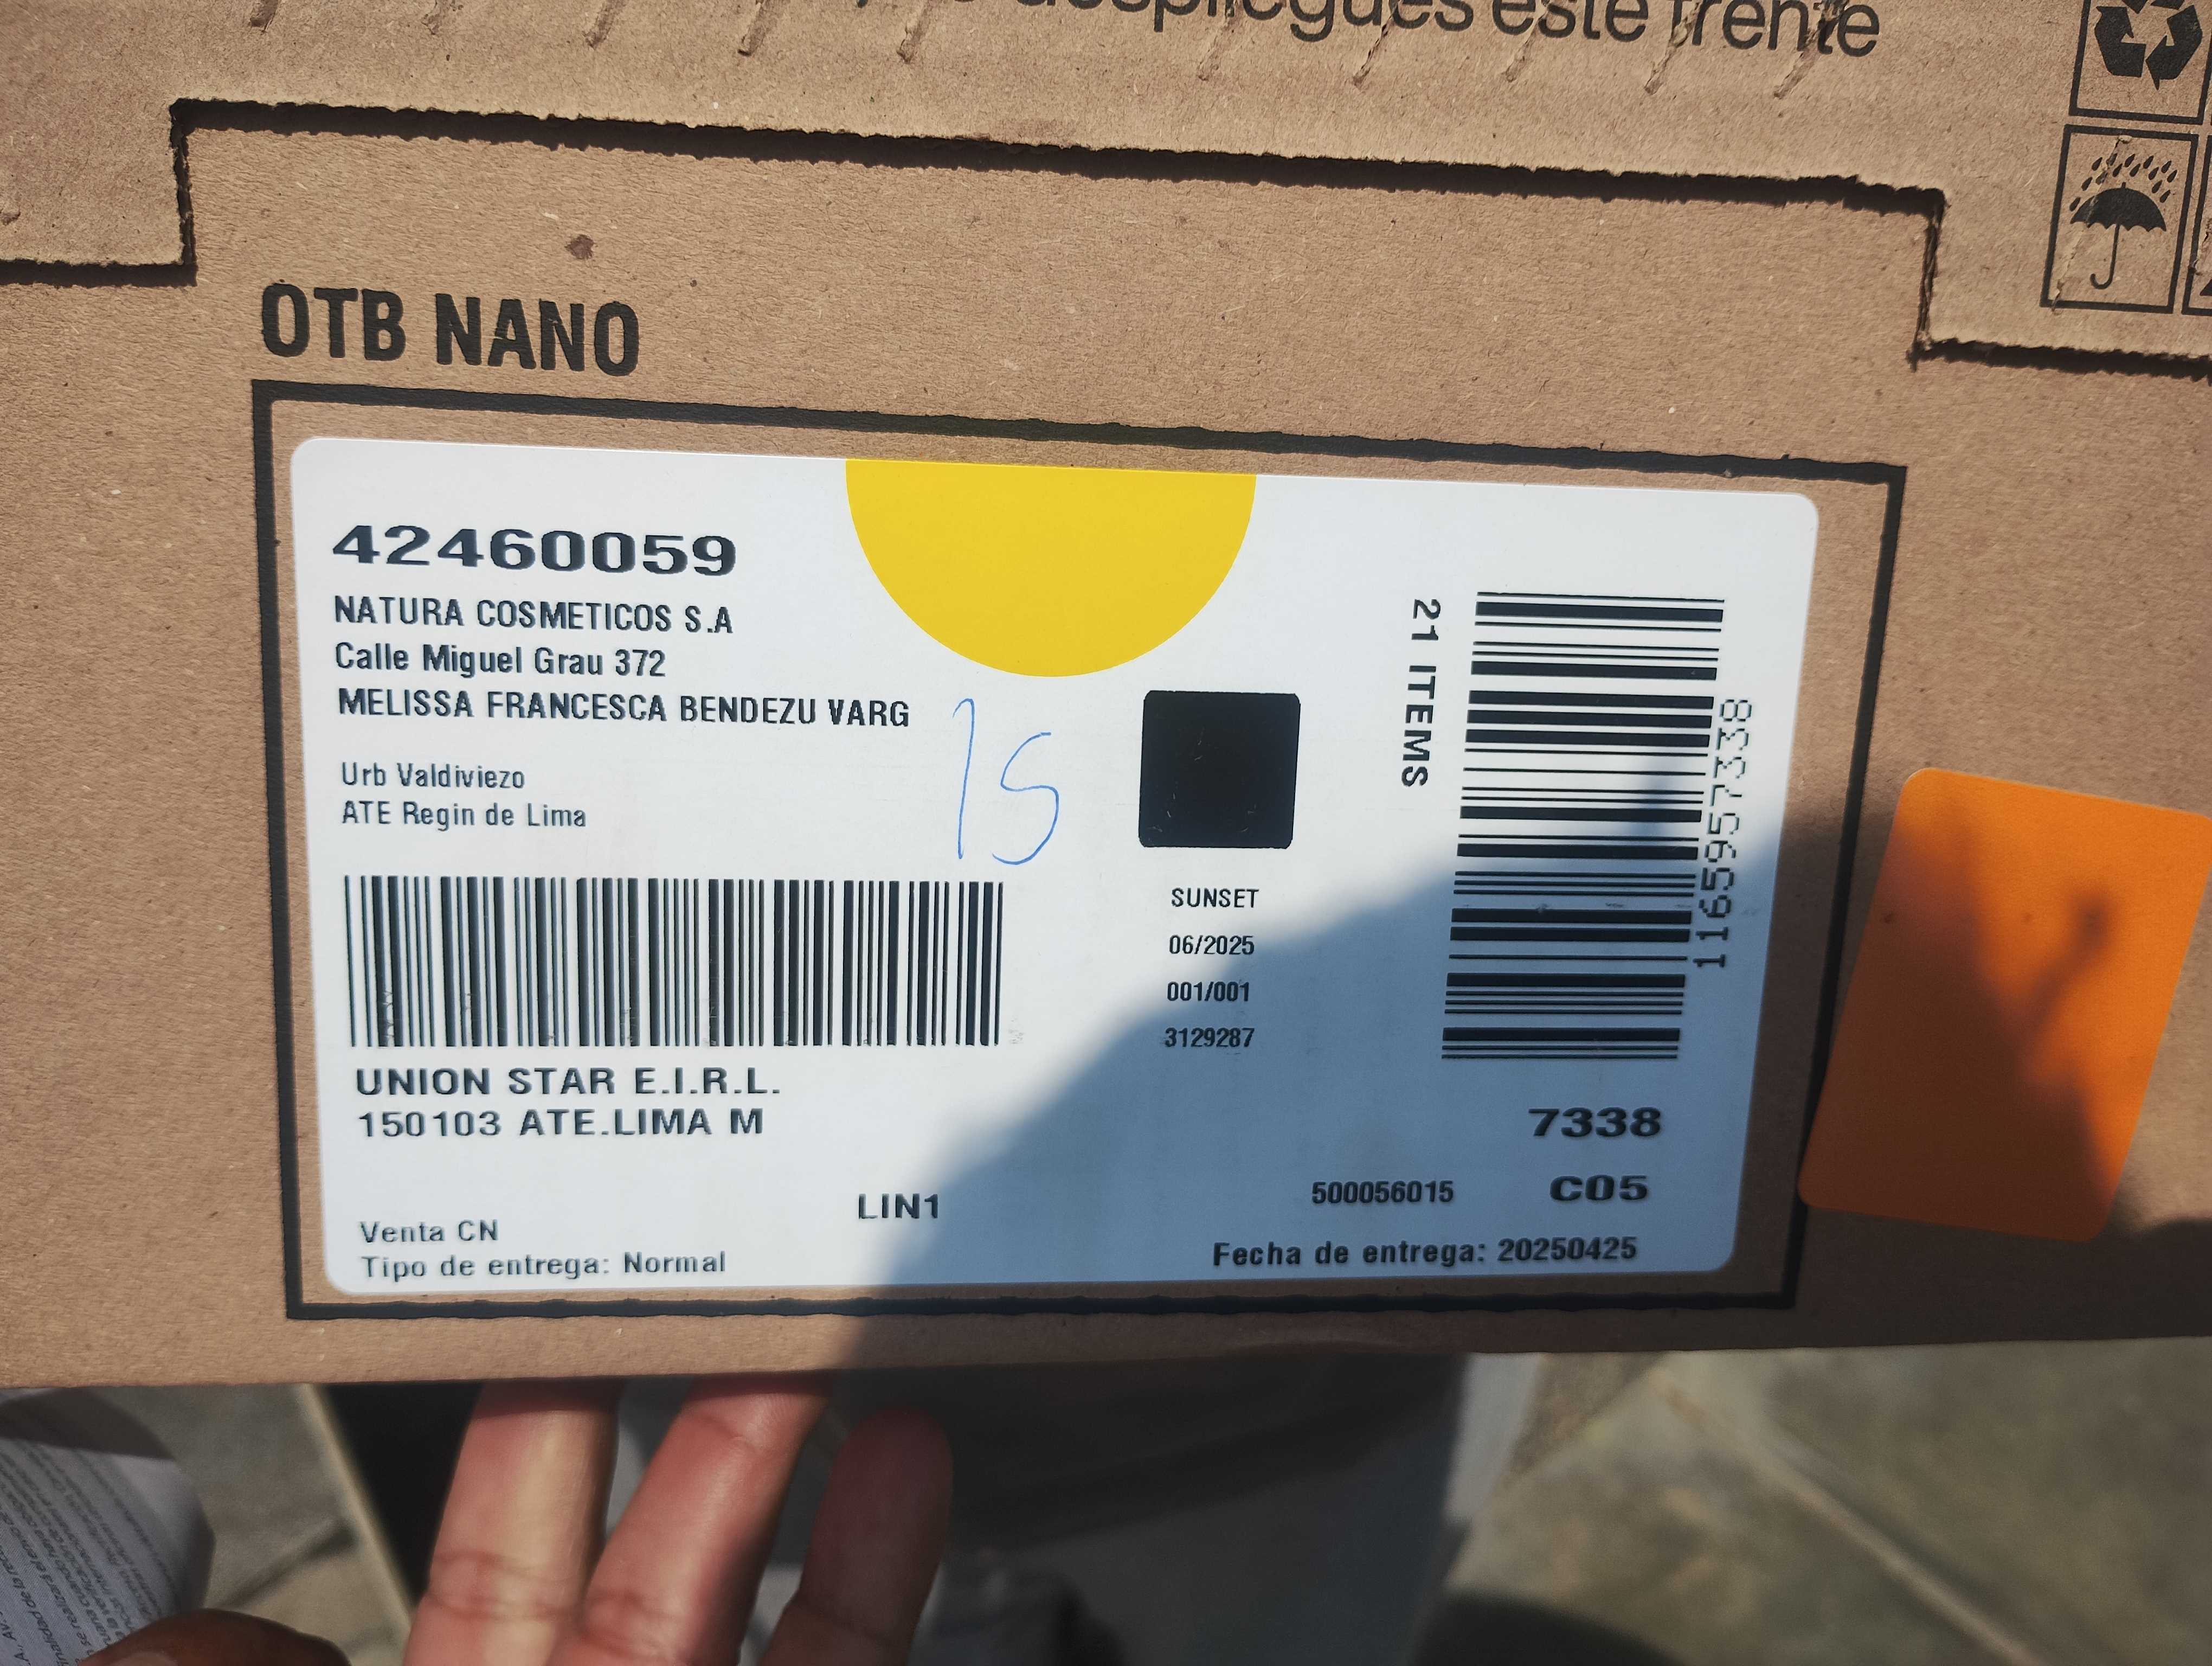 despliegues este frente
OTB NANO
42460059
NATURA COSMETICOS S.A
Calle Miguel Grau 372
MELISSA FRANCESCA BENDEZU VARG
15
Urb Valdiviezo
ATE Regin de Lima
21 ITEMS
1165957338
SUNSET
06/2025
001/001
3129287
UNION STAR E.I.R.L.
150103 ATE.LIMA M
7338
LIN1
500056015 C05
Venta CN
Tipo de entrega: Normal
Fecha de entrega: 20250425